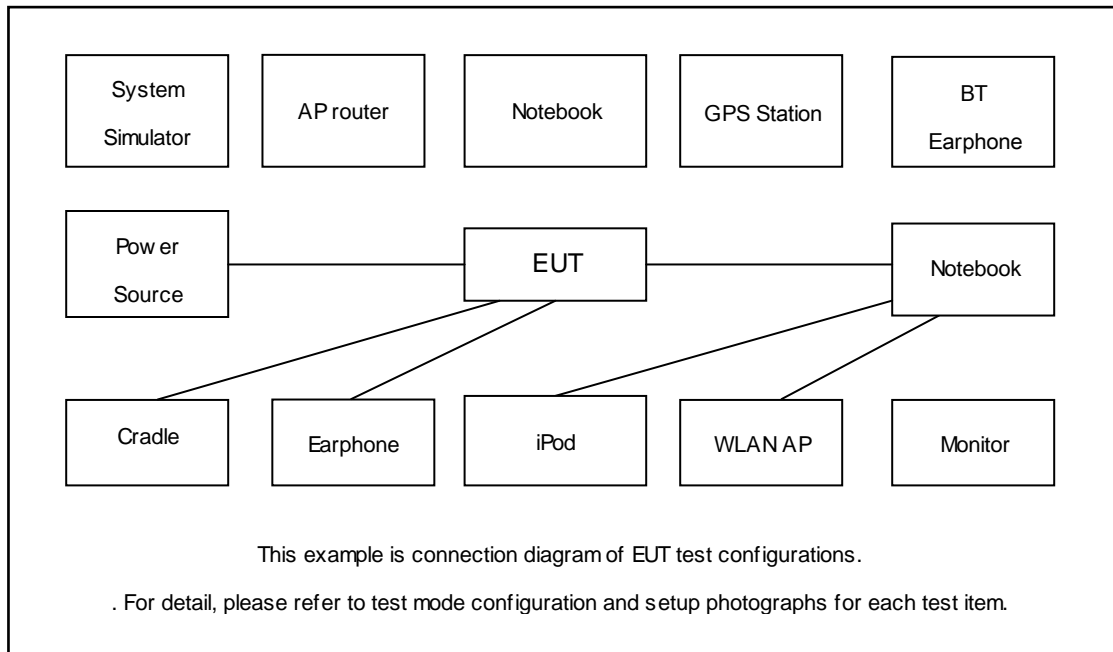 System
Simulator
AP router
Notebook
GPS Station
BT
Earphone
Power
Source
EUT
Notebook
Cradle
Earphone
iPod
WLAN AP
Monitor
This example is connection diagram of EUT test configurations.
. For detail, please refer to test mode configuration and setup photographs for each test item.